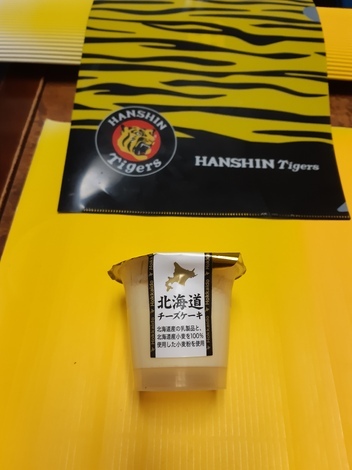 HANSHIN
Tigers
HANSHIN Tigers
北海道
チーズケーキ
北海道産の乳製品と、
北海道産小麦を100%
使用した小麦粉を使用